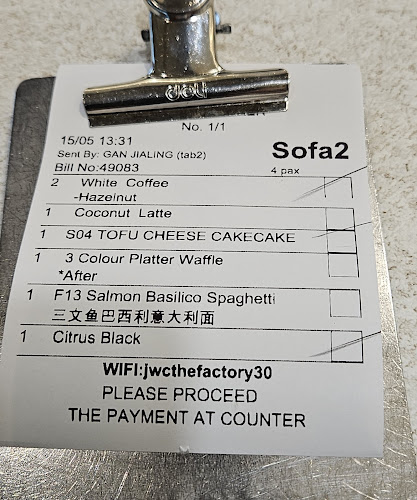 deli
No. 1/1
15/05 13:31
Sent By: GAN JIALING (tab2)
Sofa2
Bill No:49083
4 pax
2 White Coffee
-Hazelnut
1 Coconut Latte
1 S04 TOFU CHEESE CAKECAKE
1 3 Colour Platter Waffle
*After
1 F13 Salmon Basilico Spaghetti
三文鱼巴西利意大利面
1 Citrus Black
WIFI:jwcthefactory30
PLEASE PROCEED
THE PAYMENT AT COUNTER